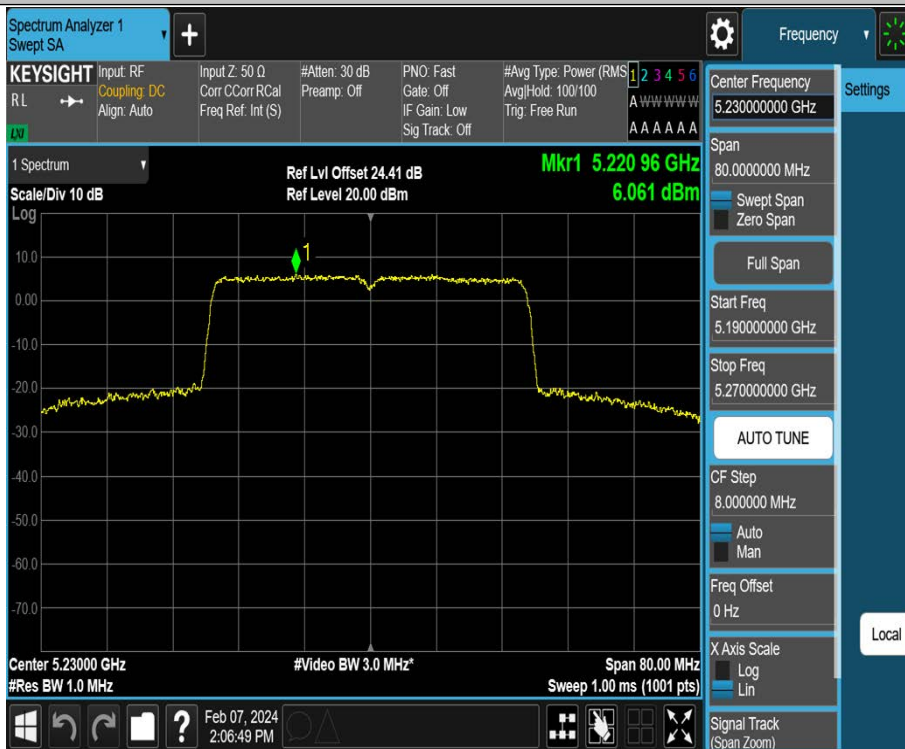 Spectrum Analyzer 1
Swept SA
+
Frequency
KEYSIGHT
RL
LXI
Input: RF
Coupling: DC
Align: Auto
Input Z: 50 Ω
Corr CCorr RCal
Freq Ref: Int (S)
#Atten: 30 dB
Preamp: Off
PNO: Fast
Gate: Off
IF Gain: Low
Sig Track: Off
#Avg Type: Power (RMS
Avg|Hold: 100/100
Trig: Free Run
1 2 3 4 5 6
A W W W W W
A A A A A A
1 Spectrum
Scale/Div 10 dB
Log
Ref Lvl Offset 24.41 dB
Ref Level 20.00 dBm
Mkr1 5.220 96 GHz
6.061 dBm
1
10.0
0.00
-10.0
-20.0
-30.0
-40.0
-50.0
-60.0
-70.0
Center 5.23000 GHz
#Res BW 1.0 MHz
#Video BW 3.0 MHz*
Span 80.00 MHz
Sweep 1.00 ms (1001 pts)
?
Feb 07, 2024
2:06:49 PM
Center Frequency
5.230000000 GHz
Span
80.0000000 MHz
Swept Span
Zero Span
Full Span
Start Freq
5.190000000 GHz
Stop Freq
5.270000000 GHz
AUTO TUNE
CF Step
8.000000 MHz
Auto
Man
Freq Offset
0 Hz
X Axis Scale
Log
Lin
Signal Track
(Span Zoom)
Settings
Local